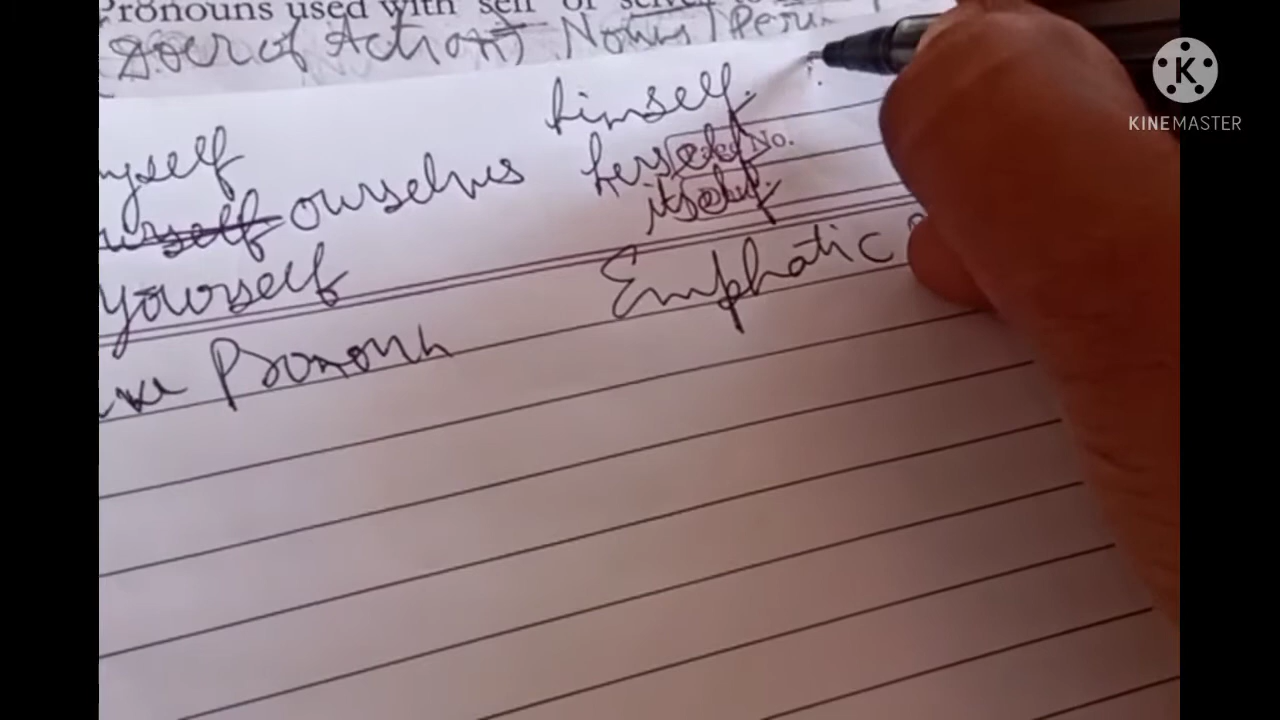 Pronouns used with self or selves
(Doer of Action) Nouns/
himself.
myself
ourselves
herself No.
itself.
yourself
Emphatic
Pronoun
KINEMASTER